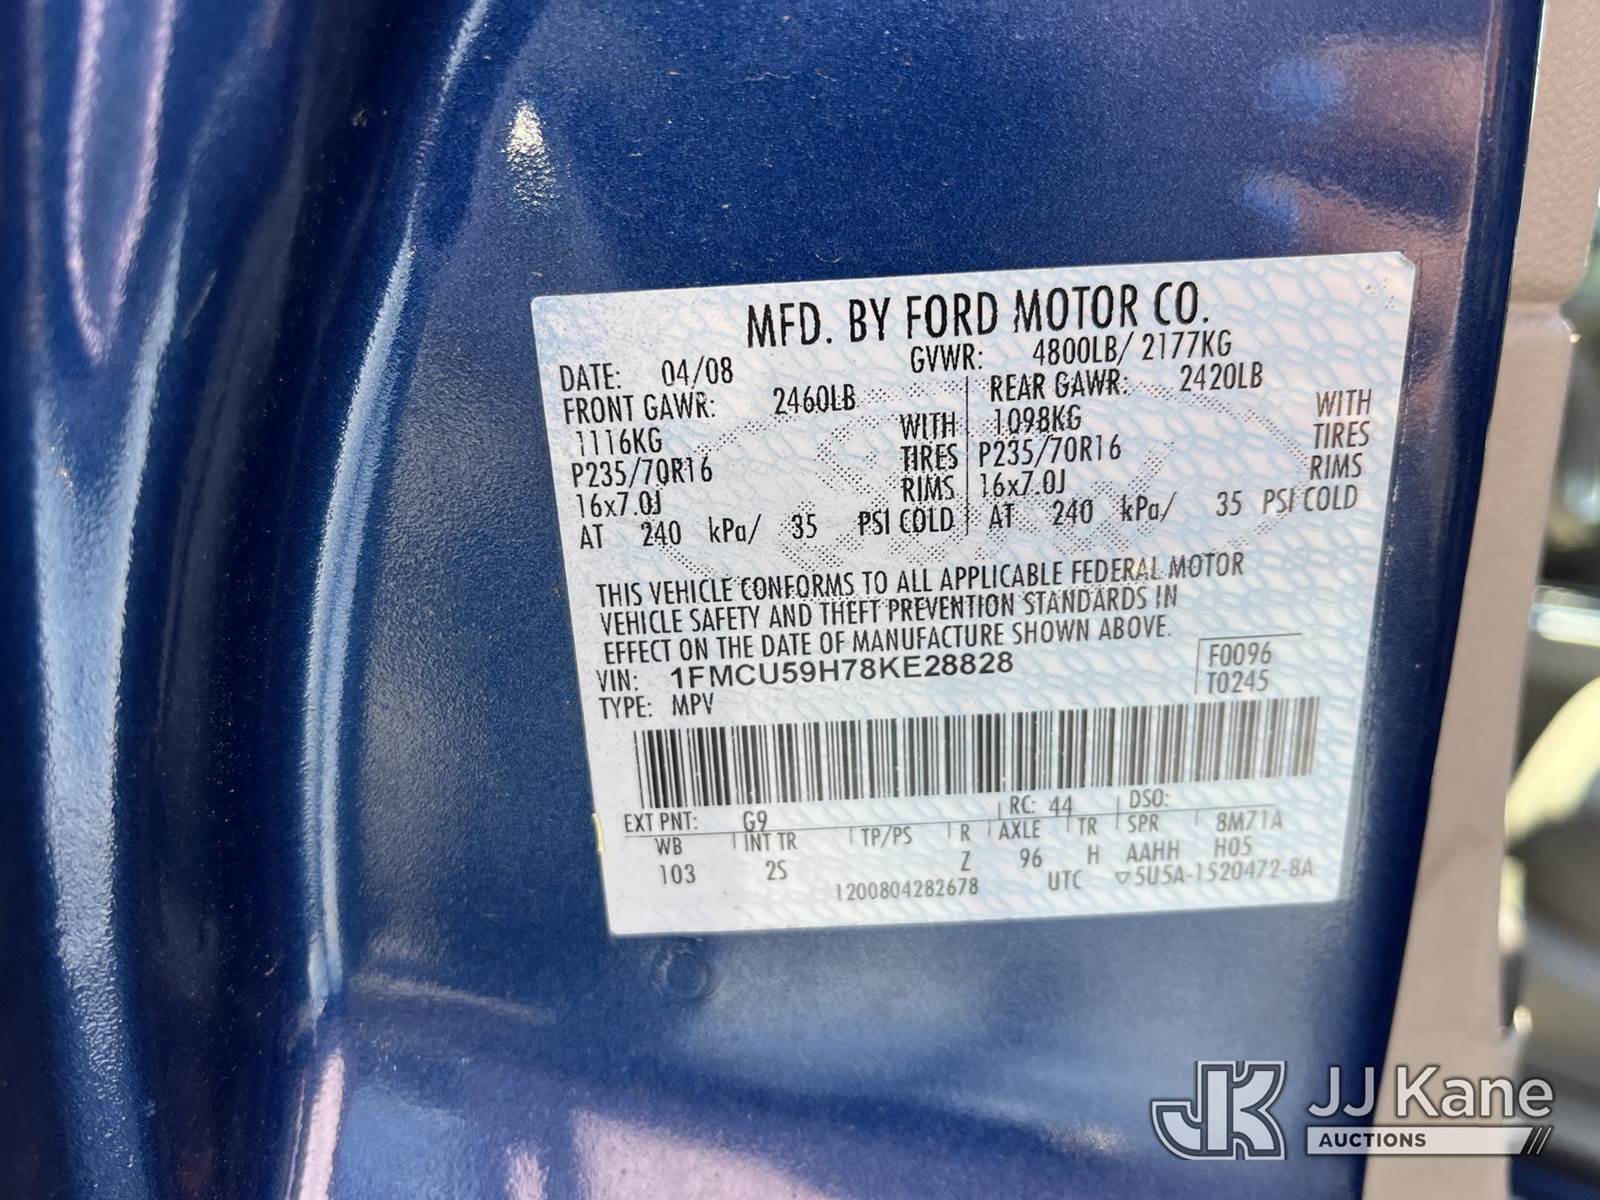 MFD. BY FORD MOTOR CO.
DATE: 04/08 GVWR: 4800LB/ 2177KG
FRONT GAWR: 2460LB REAR GAWR: 2420LB
1116KG WITH 1098KG WITH
P235/70R16 TIRES P235/70R16 TIRES
16x7.0J RIMS 16x7.0J RIMS
AT 240 kPa/ 35 PSI COLD AT 240 kPa/ 35 PSI COLD
THIS VEHICLE CONFORMS TO ALL APPLICABLE FEDERAL MOTOR
VEHICLE SAFETY AND THEFT PREVENTION STANDARDS IN
EFFECT ON THE DATE OF MANUFACTURE SHOWN ABOVE.
VIN: 1FMCU59H78KE28828 F0096
TYPE: MPV T0245
EXT PNT: G9 RC: 44 DSO:
WB INT TR TP/PS R AXLE TR SPR 8M71A
103 2S Z 96 H AAHH H05
1200804282678 UTC ▽5U5A-1520472-8A
JK JJ Kane
AUCTIONS